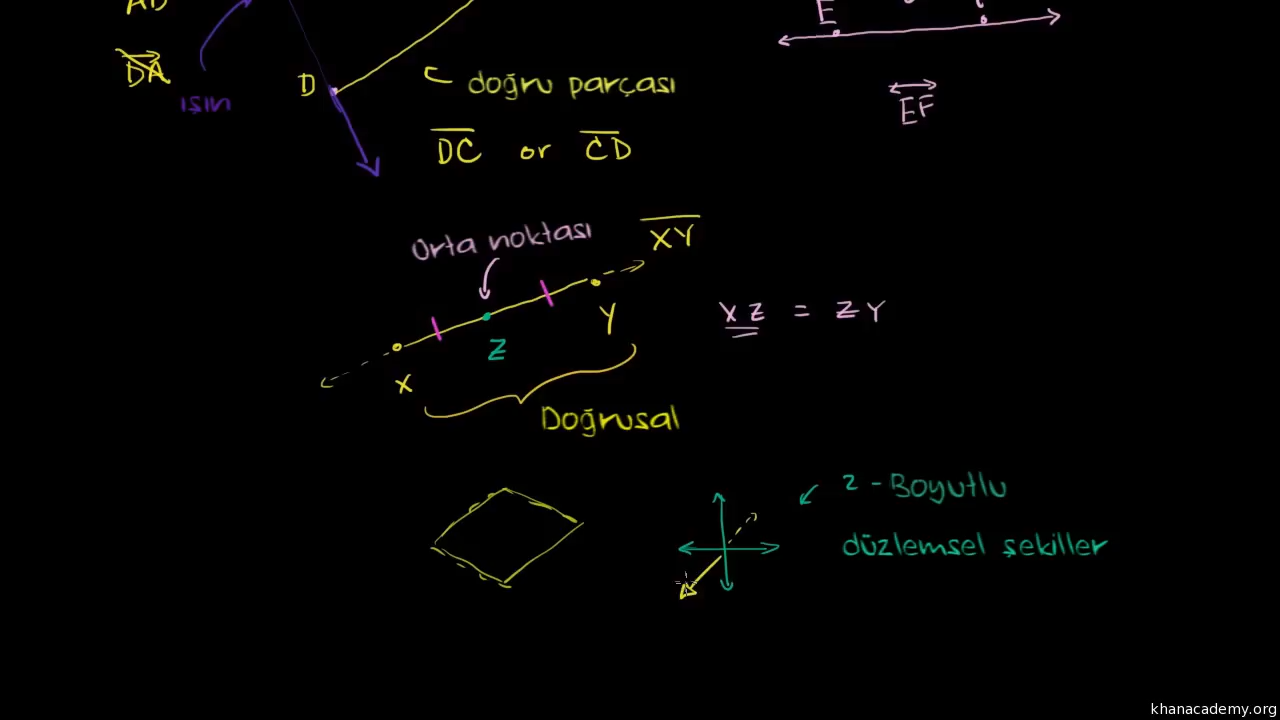 AD
DA
ışın
D
doğru parçası
DC or CD
E
EF
Orta noktası
XY
X
Z
Y
XZ = ZY
Doğrusal
2 - Boyutlu
düzlemsel şekiller
khanacademy.org